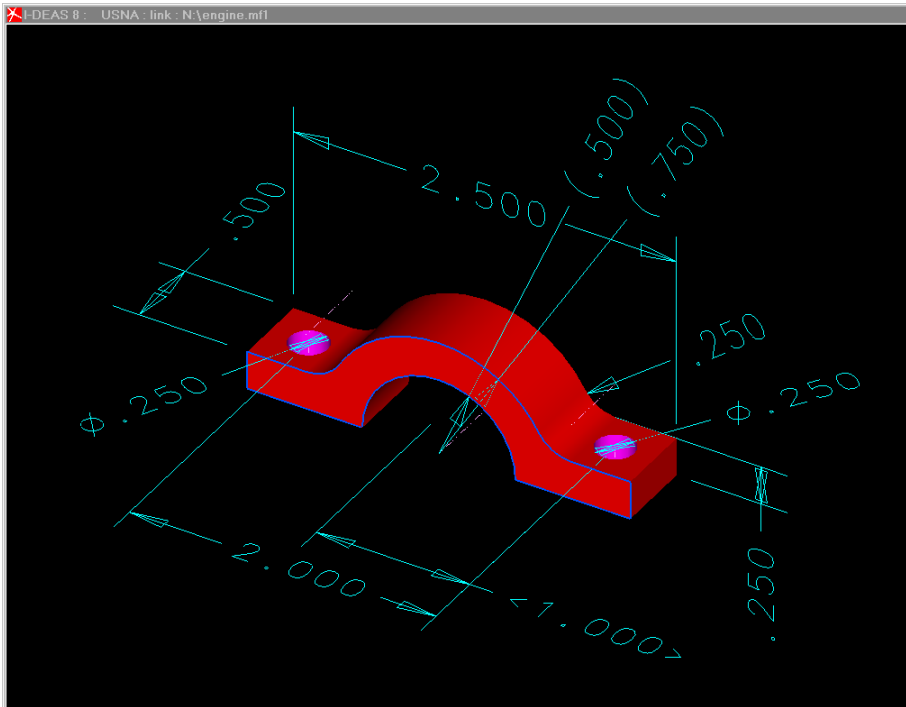 I-DEAS 8 : USNA : link : N:\engine.mf1
(.500)
(.750)
2.500
.500
.250
Φ.250
Φ.250
2.000
<1.000>
.250